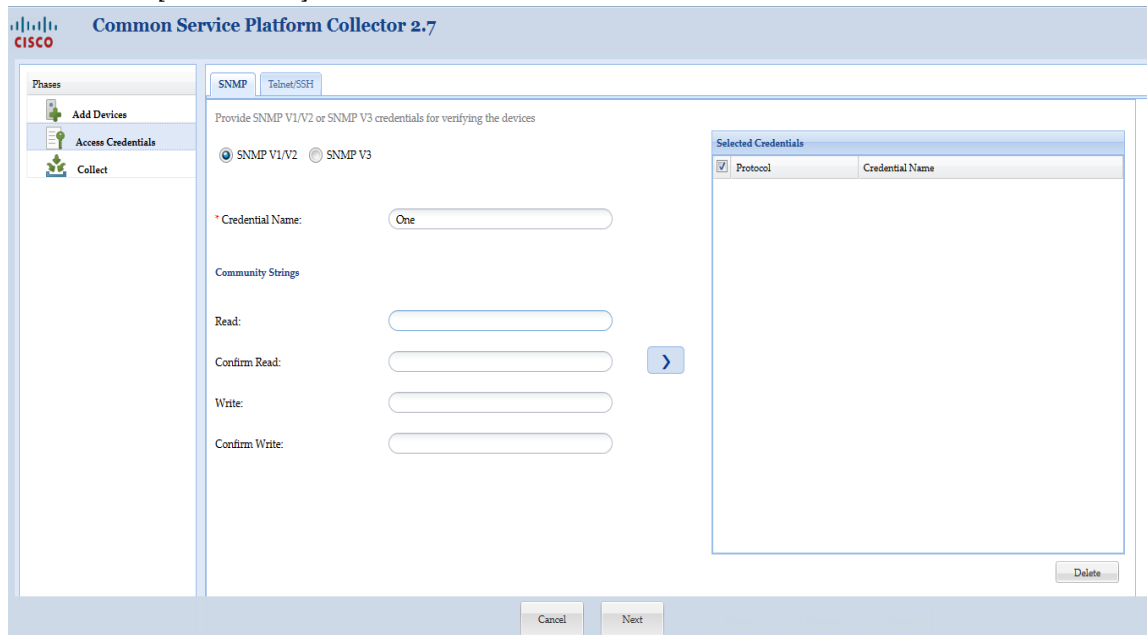 CISCO
Common Service Platform Collector 2.7
Phases
Add Devices
Access Credentials
Collect
SNMP
Telnet/SSH
Provide SNMP V1/V2 or SNMP V3 credentials for verifying the devices
SNMP V1/V2
SNMP V3
* Credential Name:
One
Community Strings
Read:
Confirm Read:
Write:
Confirm Write:
Selected Credentials
Protocol
Credential Name
Delete
Cancel
Next